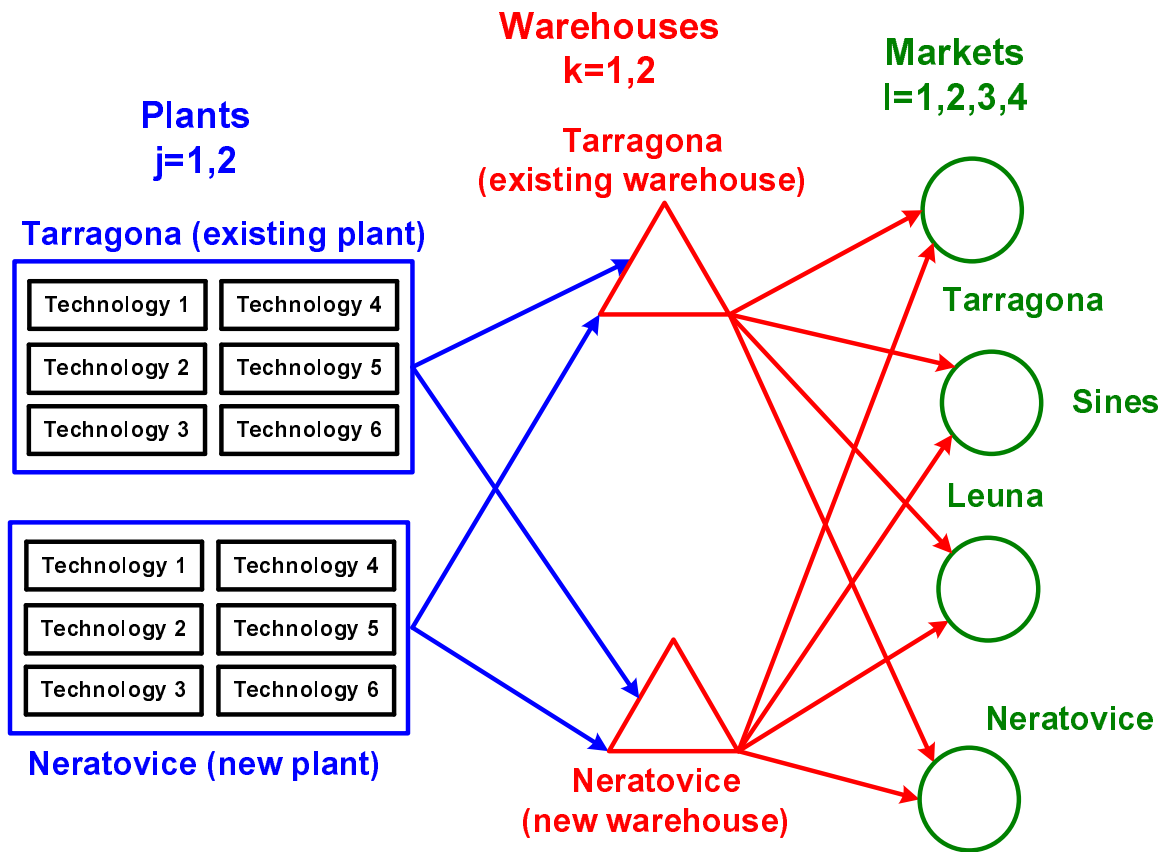 Warehouses
k=1,2
Markets
l=1,2,3,4
Plants
j=1,2
Tarragona
(existing warehouse)
Tarragona (existing plant)
Technology 1
Technology 4
Technology 2
Technology 5
Technology 3
Technology 6
Tarragona
Sines
Leuna
Technology 1
Technology 4
Technology 2
Technology 5
Technology 3
Technology 6
Neratovice (new plant)
Neratovice
(new warehouse)
Neratovice